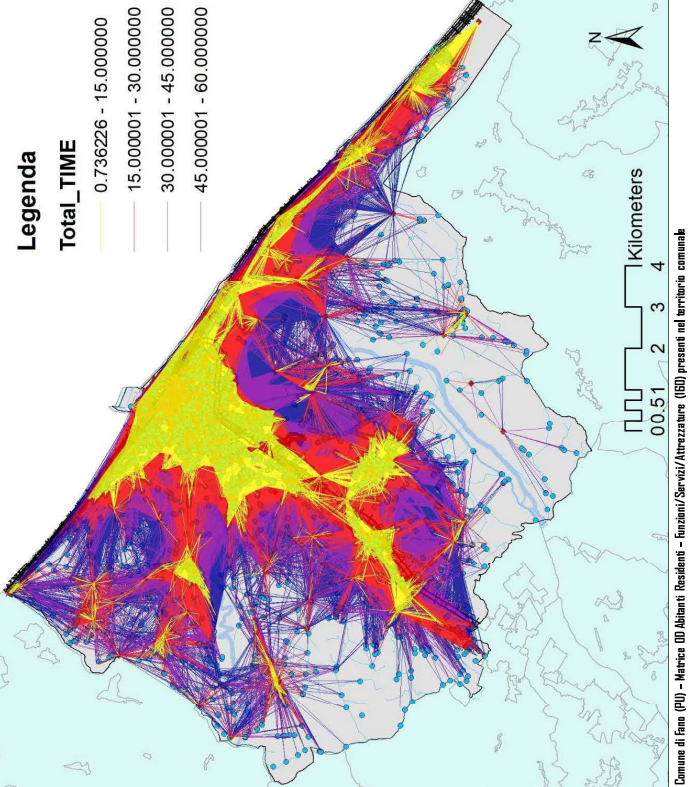 Legenda
Total_TIME
0.736226 - 15.000000
15.000001 - 30.000000
30.000001 - 45.000000
45.000001 - 60.000000
N
Kilometers
0 0.5 1 2 3 4
Comune di Fano (PU) - Matrice OD Abitanti Residenti - Funzioni/Servizi/Attrezzature (160) presenti nel territorio comunale